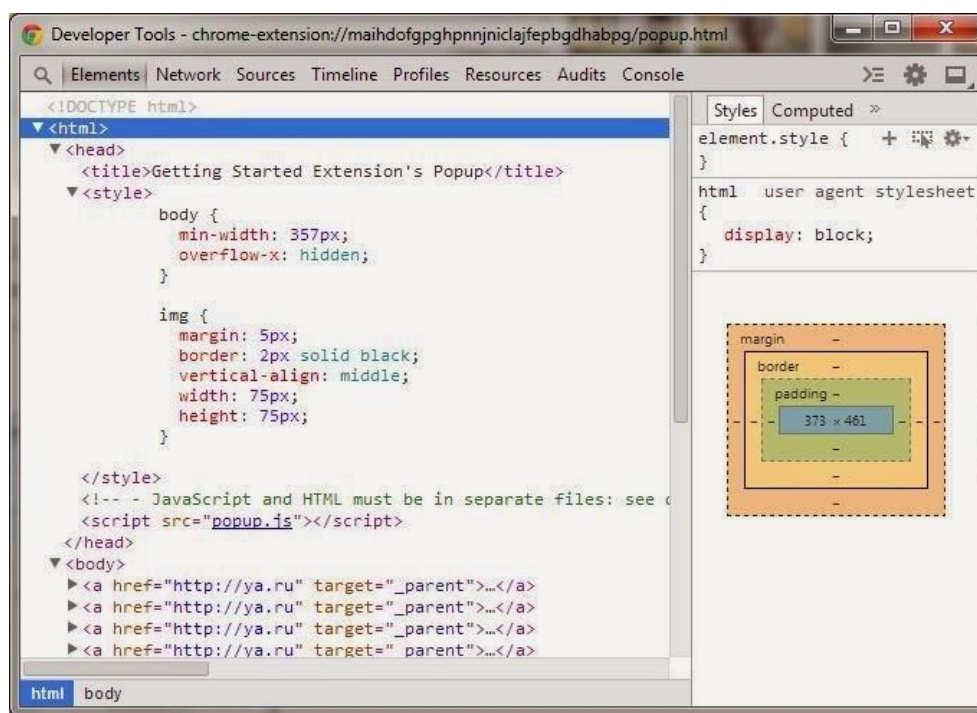 Developer Tools - chrome-extension://maihdofgpghpnnjniclajfepbgdhabpg/popup.html
Elements Network Sources Timeline Profiles Resources Audits Console
<!DOCTYPE html>
▼<html>
▼<head>
<title>Getting Started Extension's Popup</title>
▼<style>
body {
min-width: 357px;
overflow-x: hidden;
}
img {
margin: 5px;
border: 2px solid black;
vertical-align: middle;
width: 75px;
height: 75px;
}
</style>
<!-- - JavaScript and HTML must be in separate files: see
<script src="popup.js"></script>
</head>
▼<body>
▶<a href="http://ya.ru" target="_parent">…</a>
▶<a href="http://ya.ru" target="_parent">…</a>
▶<a href="http://ya.ru" target="_parent">…</a>
▶<a href="http://ya.ru" target="_parent">…</a>
html body
Styles Computed »
element.style {
}
html user agent stylesheet
{
display: block;
}
margin -
border -
padding -
- - - 373 × 461 - - -
-
-
-